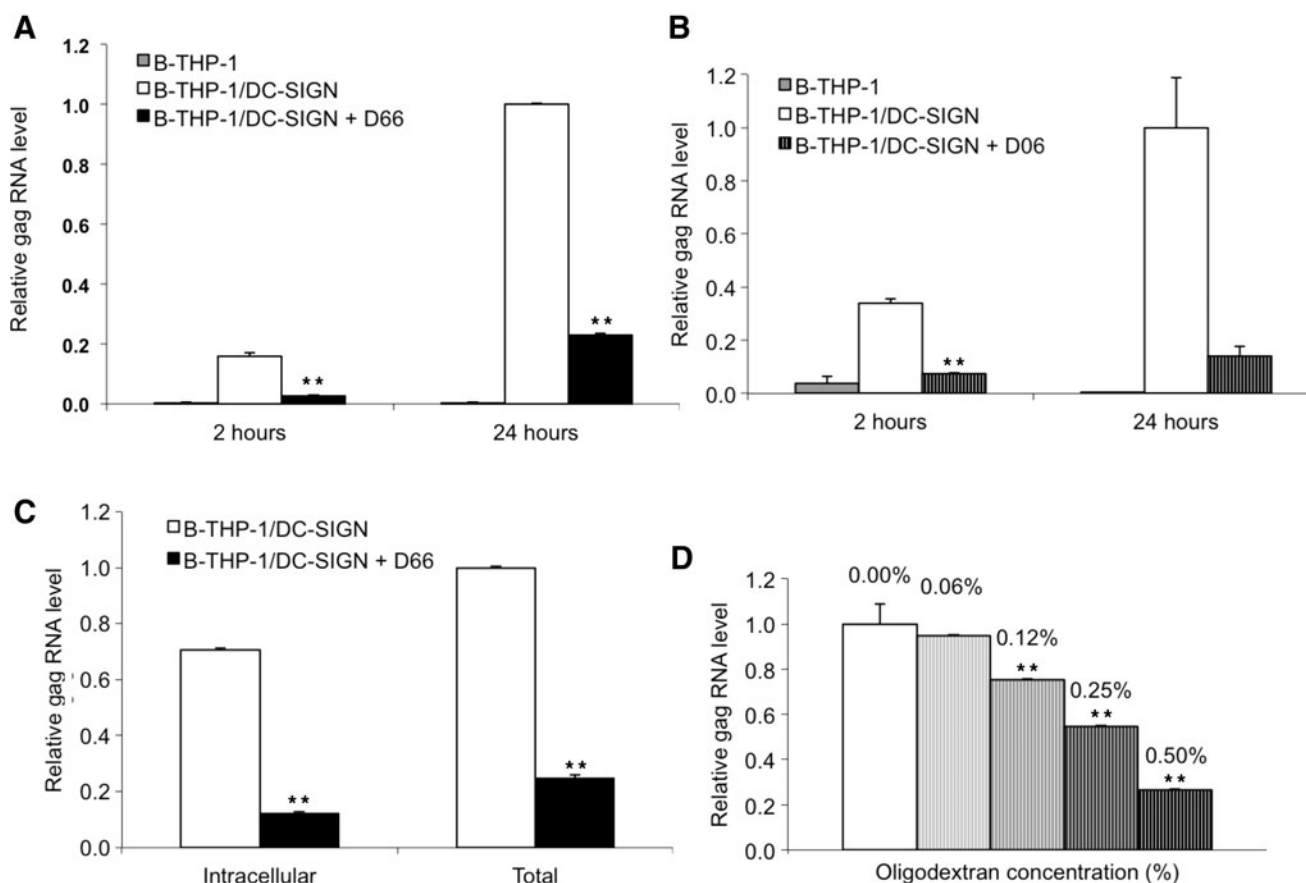 A
Relative gag RNA level
1.2
1.0
0.8
0.6
0.4
0.2
0.0
B-THP-1
B-THP-1/DC-SIGN
B-THP-1/DC-SIGN + D66
**
**
2 hours
24 hours
B
Relative gag RNA level
1.2
1.0
0.8
0.6
0.4
0.2
0.0
B-THP-1
B-THP-1/DC-SIGN
B-THP-1/DC-SIGN + D06
**
2 hours
24 hours
C
Relative gag RNA level
1.2
1.0
0.8
0.6
0.4
0.2
0.0
B-THP-1/DC-SIGN
B-THP-1/DC-SIGN + D66
**
**
Intracellular
Total
D
Relative gag RNA level
1.2
1.0
0.8
0.6
0.4
0.2
0.0
0.00%
0.06%
0.12%
**
0.25%
**
0.50%
**
Oligodextran concentration (%)